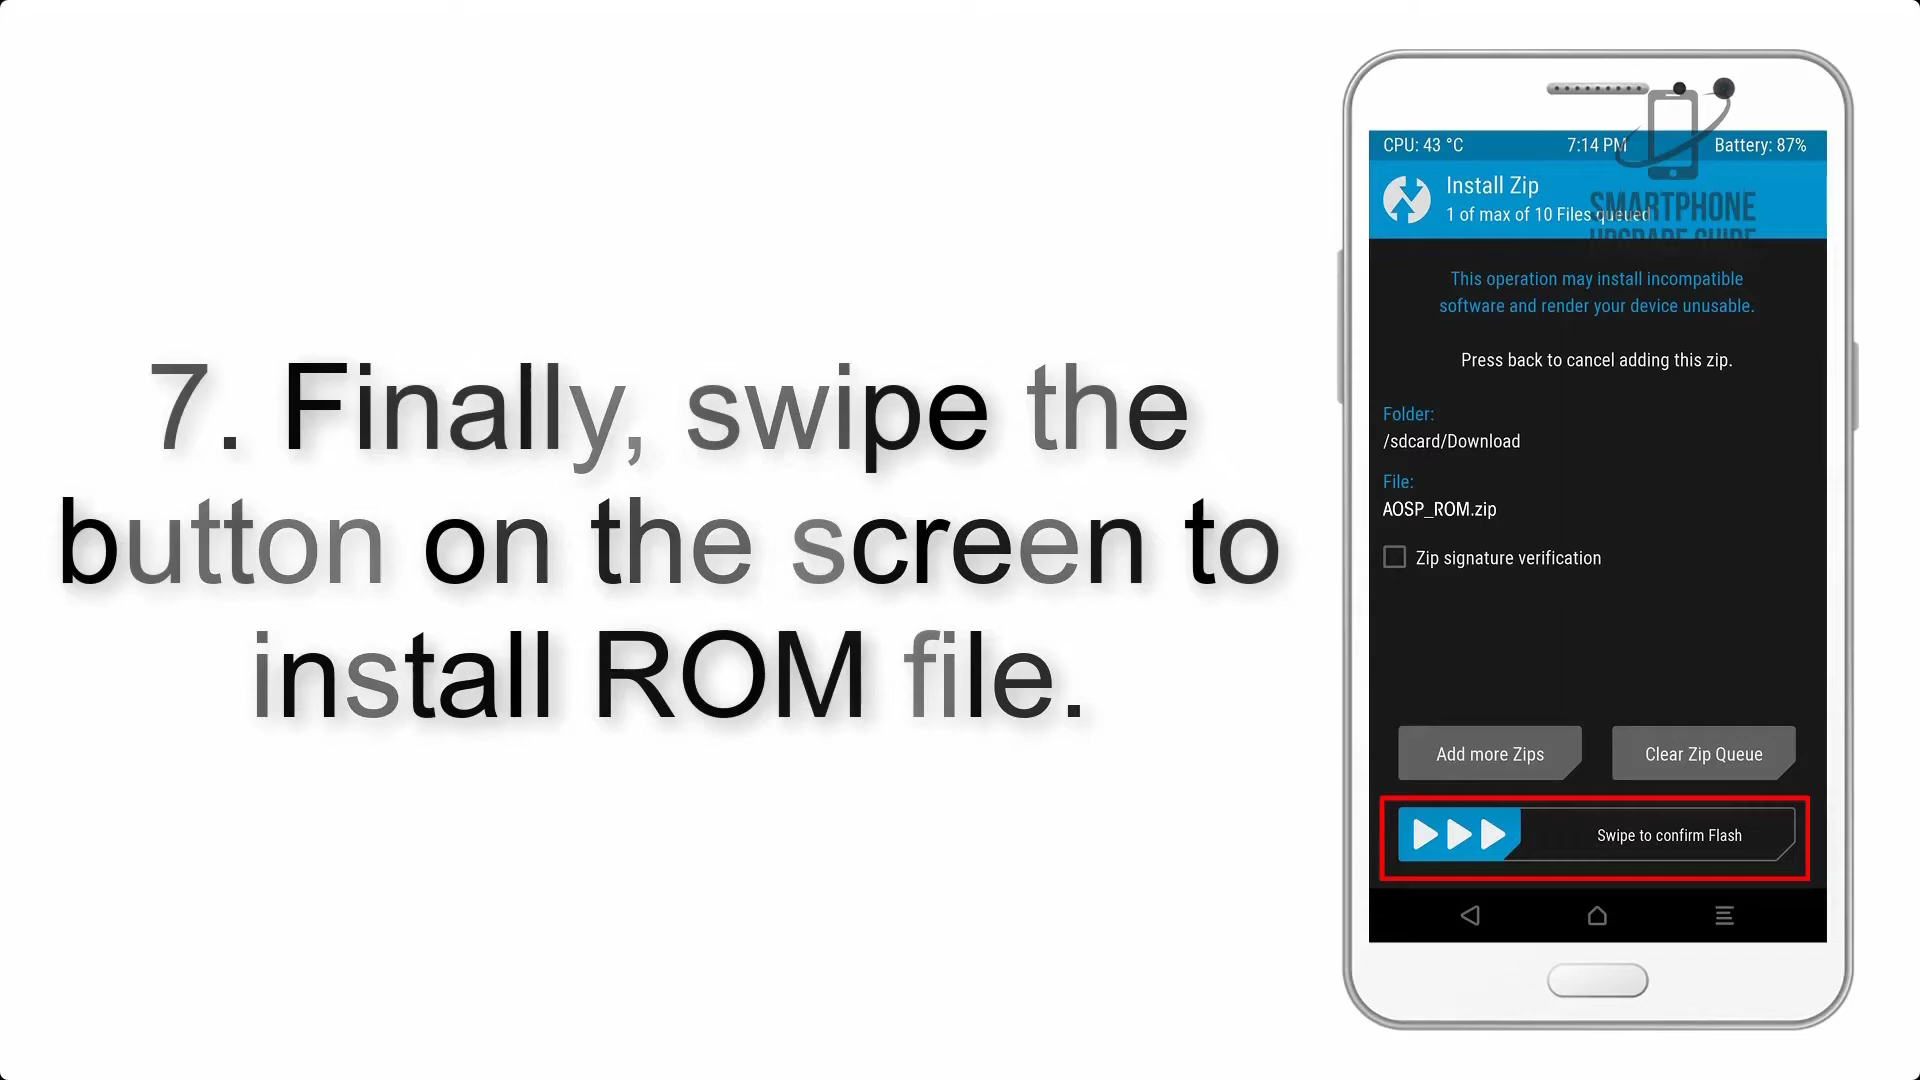 7. Finally, swipe the
button on the screen to
install ROM file.
CPU: 43 °C 7:14 PM Battery: 87%
Install Zip
1 of max of 10 Files queued
SMARTPHONE
UPGRADE GUIDE
This operation may install incompatible
software and render your device unusable.
Press back to cancel adding this zip.
Folder:
/sdcard/Download
File:
AOSP_ROM.zip
Zip signature verification
Add more Zips Clear Zip Queue
Swipe to confirm Flash